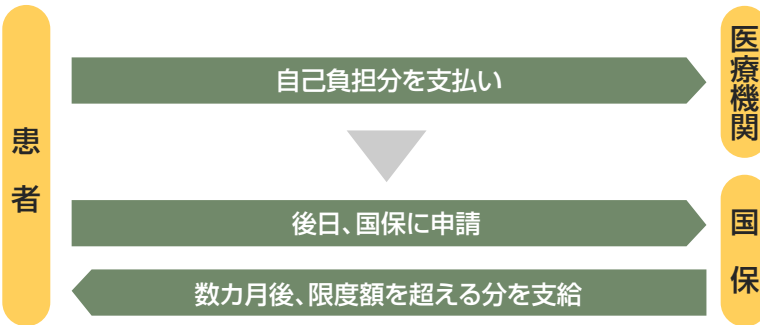 患者
自己負担分を支払い
医療機関
後日、国保に申請
国保
数カ月後、限度額を超える分を支給